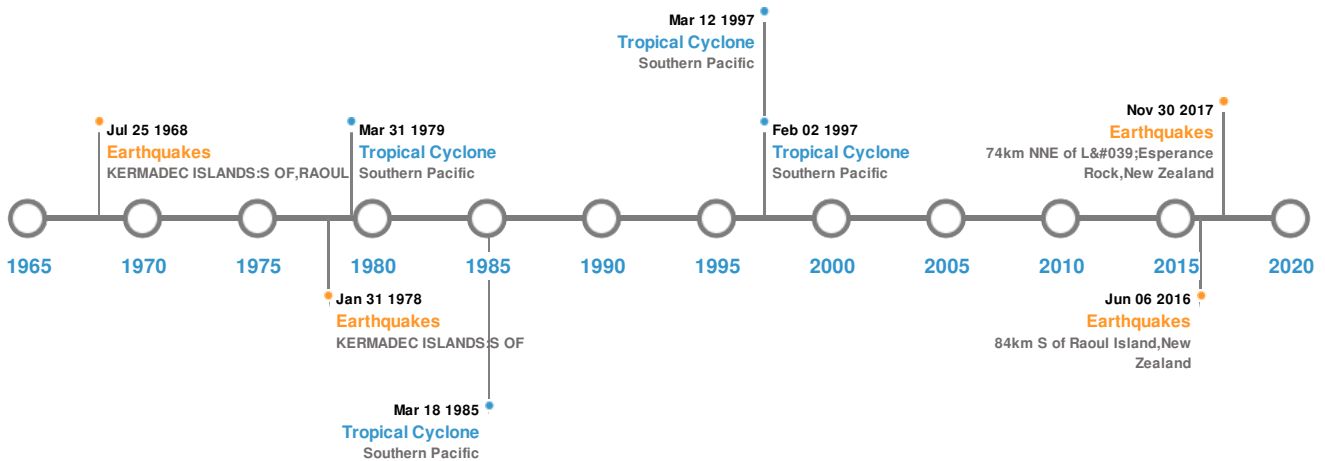 Mar 12 1997
Tropical Cyclone
Southern Pacific
Jul 25 1968
Earthquakes
KERMADEC ISLANDS:S OF,RAOUL
Mar 31 1979
Tropical Cyclone
Southern Pacific
Feb 02 1997
Tropical Cyclone
Southern Pacific
Nov 30 2017
Earthquakes
74km NNE of L&#039;Esperance
Rock,New Zealand
1965 1970 1975 1980 1985 1990 1995 2000 2005 2010 2015 2020
Jan 31 1978
Earthquakes
KERMADEC ISLANDS:S OF
Jun 06 2016
Earthquakes
84km S of Raoul Island,New
Zealand
Mar 18 1985
Tropical Cyclone
Southern Pacific